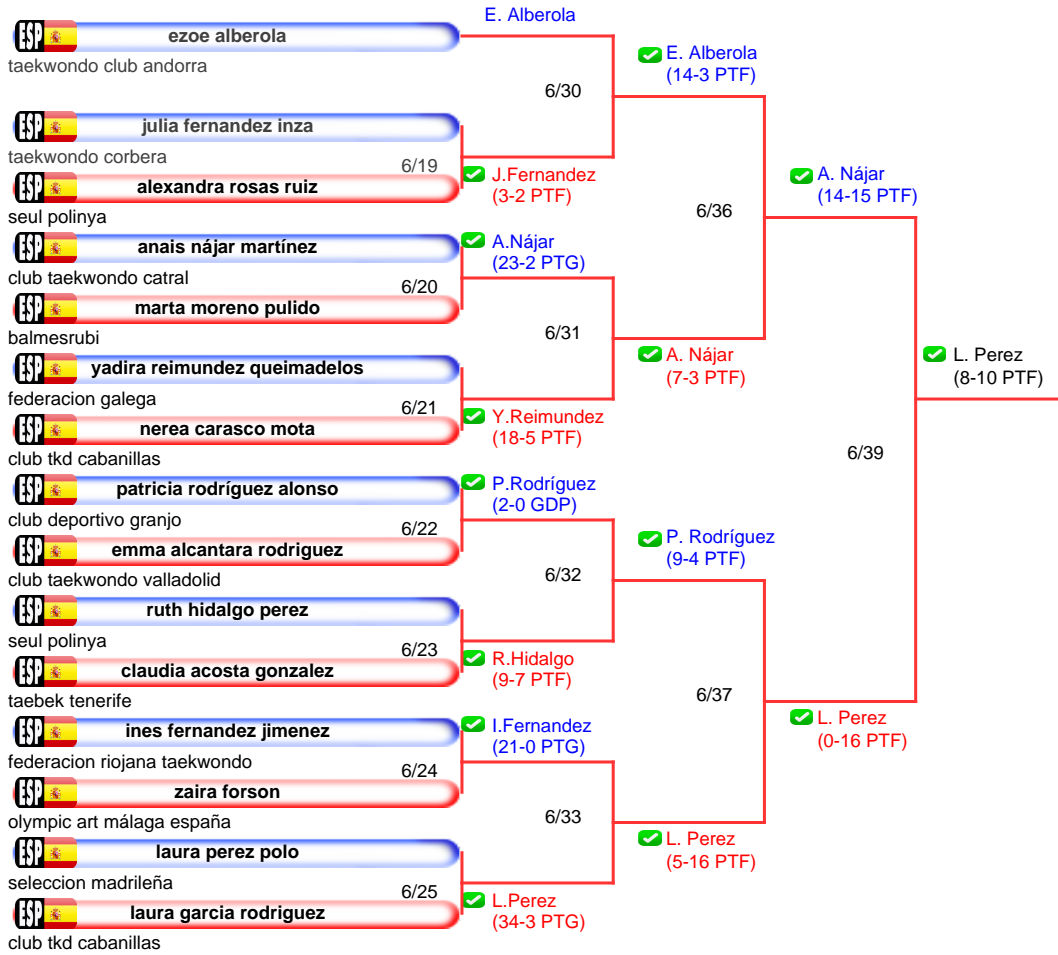 E. Alberola
ESP ezoe alberola
taekwondo club andorra
E. Alberola
(14-3 PTF)
6/30
ESP julia fernandez inza
taekwondo corbera
6/19
ESP alexandra rosas ruiz
seul polinya
J.Fernandez
(3-2 PTF)
A. Nájar
(14-15 PTF)
6/36
ESP anais nájar martínez
club taekwondo catral
A.Nájar
(23-2 PTG)
6/20
ESP marta moreno pulido
balmesrubi
6/31
ESP yadira reimundez queimadelos
federacion galega
A. Nájar
(7-3 PTF)
L. Perez
(8-10 PTF)
6/21
ESP nerea carasco mota
club tkd cabanillas
Y.Reimundez
(18-5 PTF)
6/39
ESP patricia rodríguez alonso
club deportivo granjo
P.Rodríguez
(2-0 GDP)
6/22
ESP emma alcantara rodriguez
club taekwondo valladolid
P. Rodríguez
(9-4 PTF)
6/32
ESP ruth hidalgo perez
seul polinya
6/23
ESP claudia acosta gonzalez
taebek tenerife
R.Hidalgo
(9-7 PTF)
6/37
L. Perez
(0-16 PTF)
ESP ines fernandez jimenez
federacion riojana taekwondo
I.Fernandez
(21-0 PTG)
6/24
ESP zaira forson
olympic art málaga españa
6/33
ESP laura perez polo
seleccion madrileña
L. Perez
(5-16 PTF)
6/25
ESP laura garcia rodriguez
club tkd cabanillas
L.Perez
(34-3 PTG)